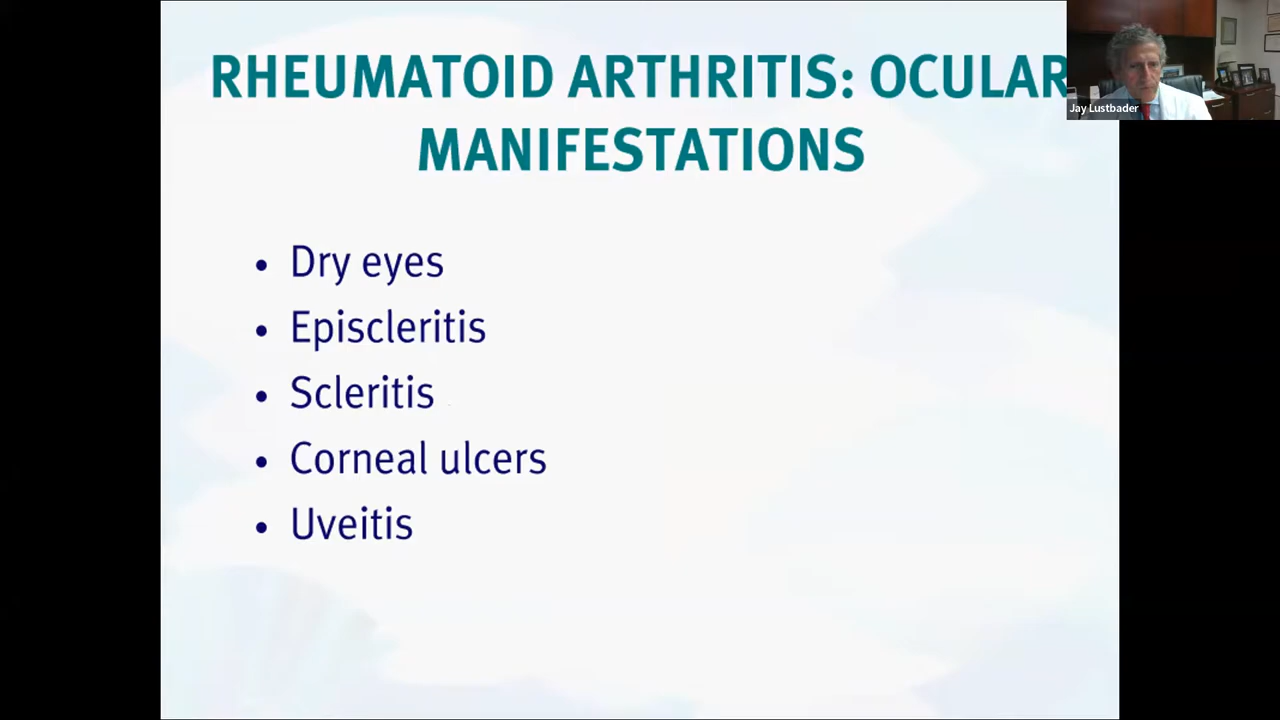 RHEUMATOID ARTHRITIS: OCULAR
MANIFESTATIONS
Jay Lustbader
• Dry eyes
• Episcleritis
• Scleritis
• Corneal ulcers
• Uveitis